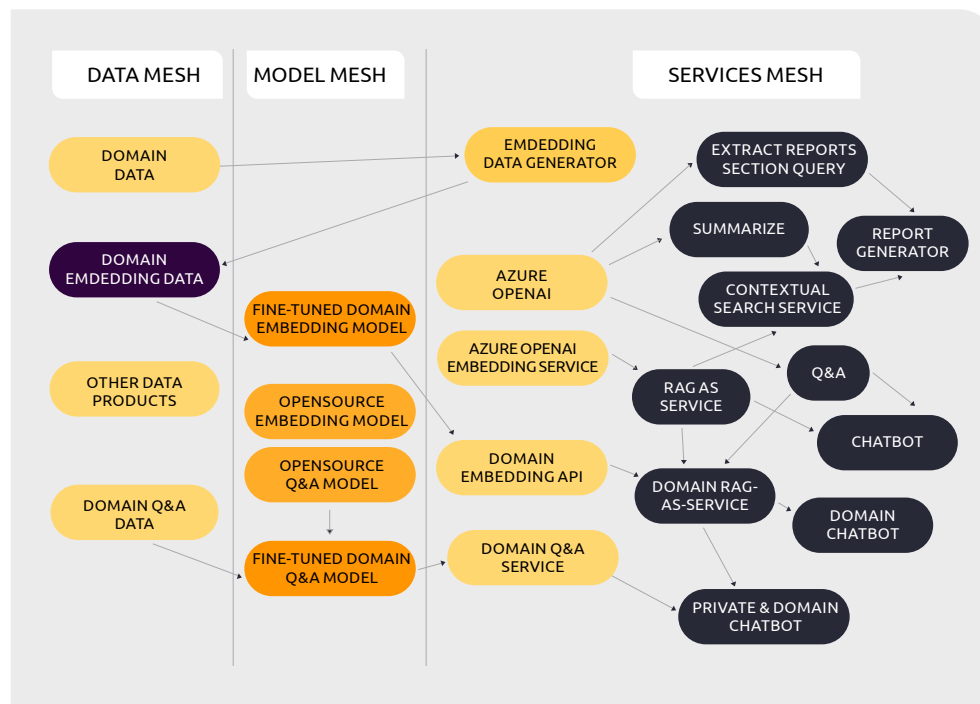 DATA MESH
MODEL MESH
SERVICES MESH
DOMAIN
DATA
DOMAIN
EMDEDDING DATA
OTHER DATA
PRODUCTS
DOMAIN Q&A
DATA
FINE-TUNED DOMAIN
EMBEDDING MODEL
OPENSOURCE
EMBEDDING MODEL
OPENSOURCE
Q&A MODEL
FINE-TUNED DOMAIN
Q&A MODEL
EMDEDDING
DATA GENERATOR
AZURE
OPENAI
AZURE OPENAI
EMBEDDING SERVICE
DOMAIN
EMBEDDING API
DOMAIN Q&A
SERVICE
EXTRACT REPORTS
SECTION QUERY
SUMMARIZE
REPORT
GENERATOR
CONTEXTUAL
SEARCH SERVICE
Q&A
RAG AS
SERVICE
CHATBOT
DOMAIN RAG-
AS-SERVICE
DOMAIN
CHATBOT
PRIVATE & DOMAIN
CHATBOT